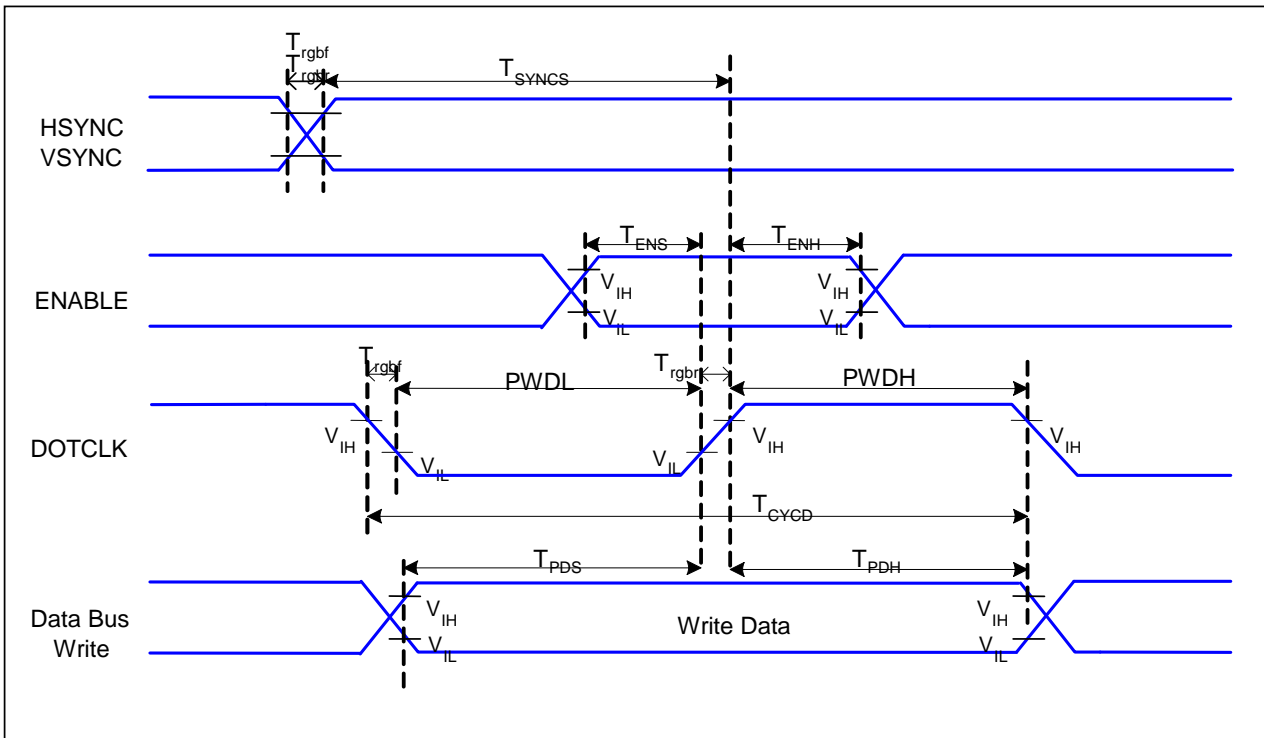 Trgbf
Trgbr
TSYNCS
HSYNC
VSYNC
TENS
TENH
VIH
VIH
ENABLE
VIL
VIL
Trgbf
Trgbr
PWDL
PWDH
DOTCLK
VIH
VIH
VIH
VIL
VIL
TCYCD
TPDS
TPDH
Data Bus
Write
VIH
Write Data
VIH
VIL
VIL